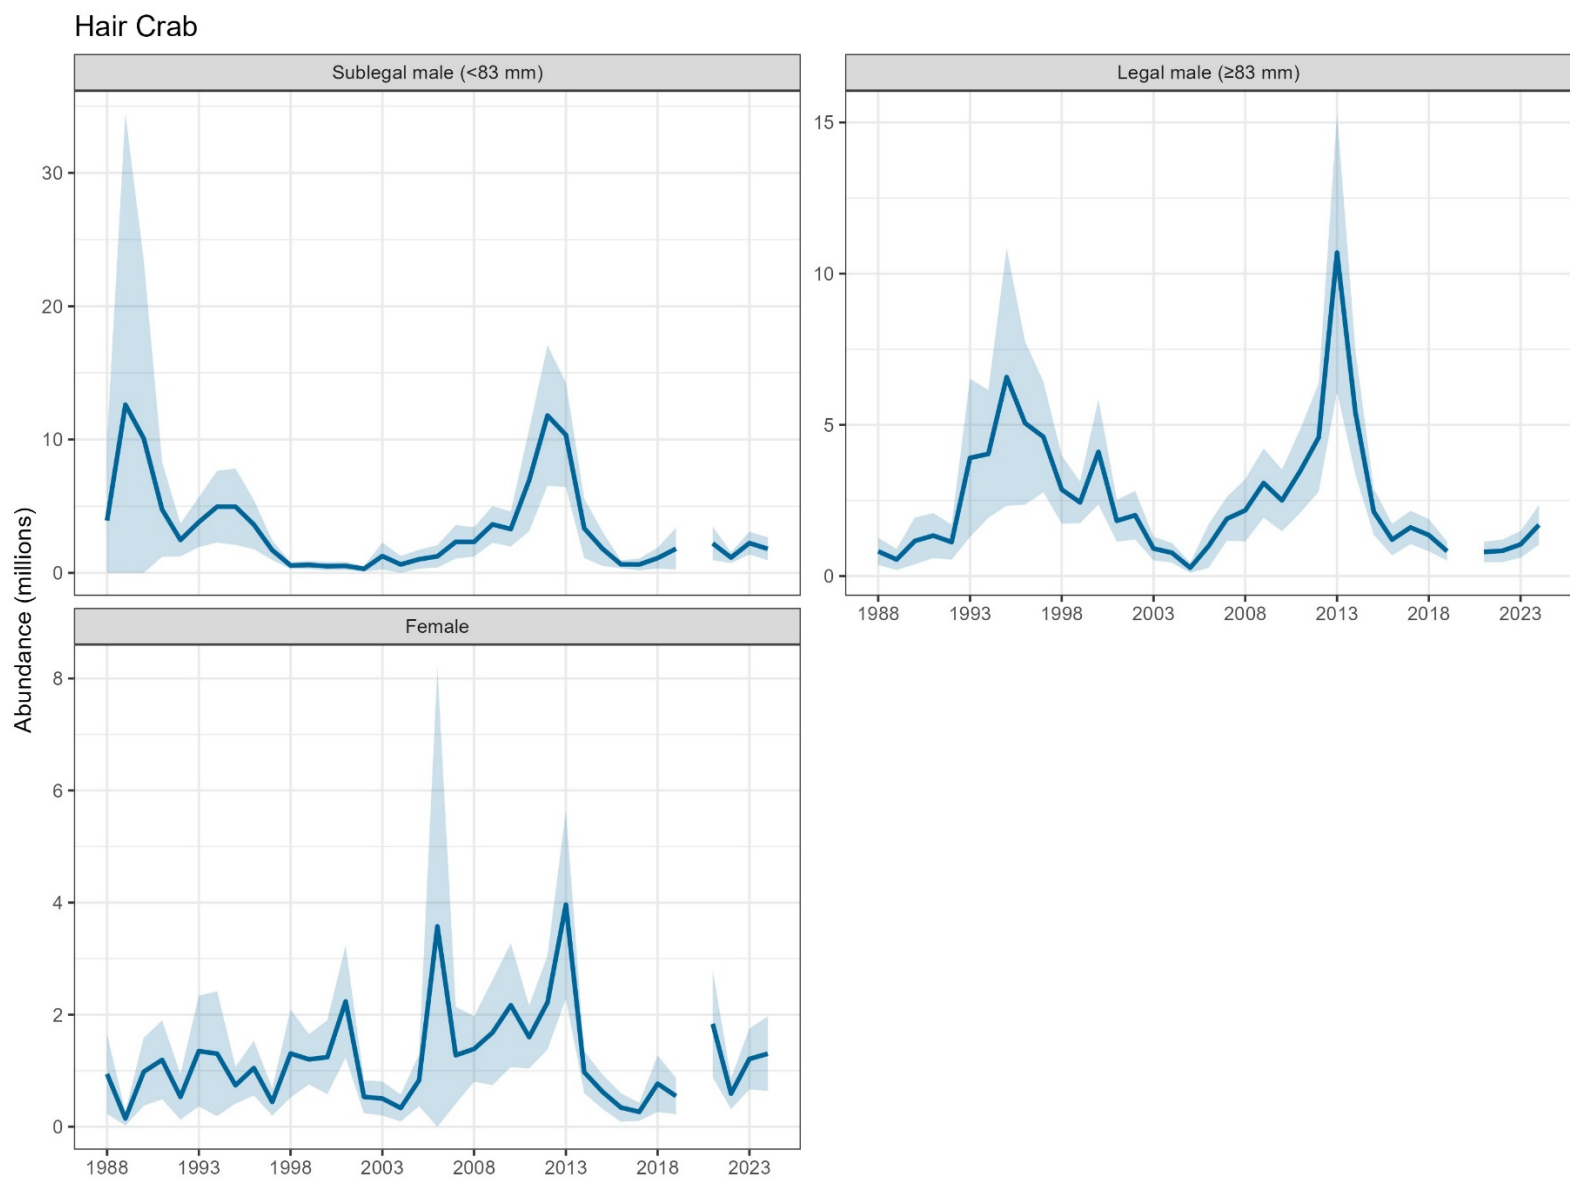 Hair Crab
Sublegal male (<83 mm)
30
20
10
0
Legal male (≥83 mm)
15
10
5
0
1988 1993 1998 2003 2008 2013 2018 2023
Abundance (millions)
Female
8
6
4
2
0
1988 1993 1998 2003 2008 2013 2018 2023